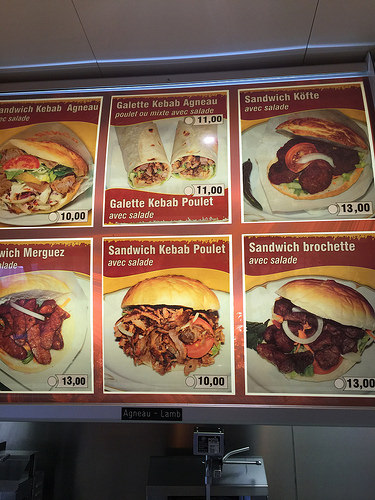 andwich Kebab Agneau
ec salade
10,00
Galette Kebab Agneau
poulet ou mixte avec salade
11,00
11,00
Galette Kebab Poulet
avec salade
Sandwich Köfte
avec salade
13,00
wich Merguez
lade
13,00
Sandwich Kebab Poulet
avec salade
10,00
Sandwich brochette
avec salade
13,00
Agneau - Lamb